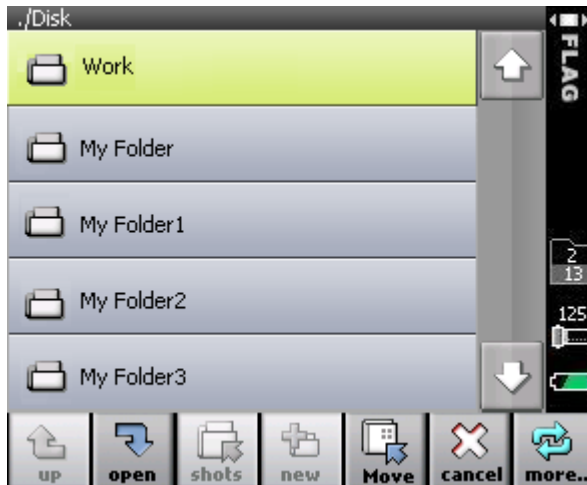 ./Disk
Work
My Folder
My Folder1
My Folder2
My Folder3
FLAG
2
13
125
up
open
shots
new
Move
cancel
more..